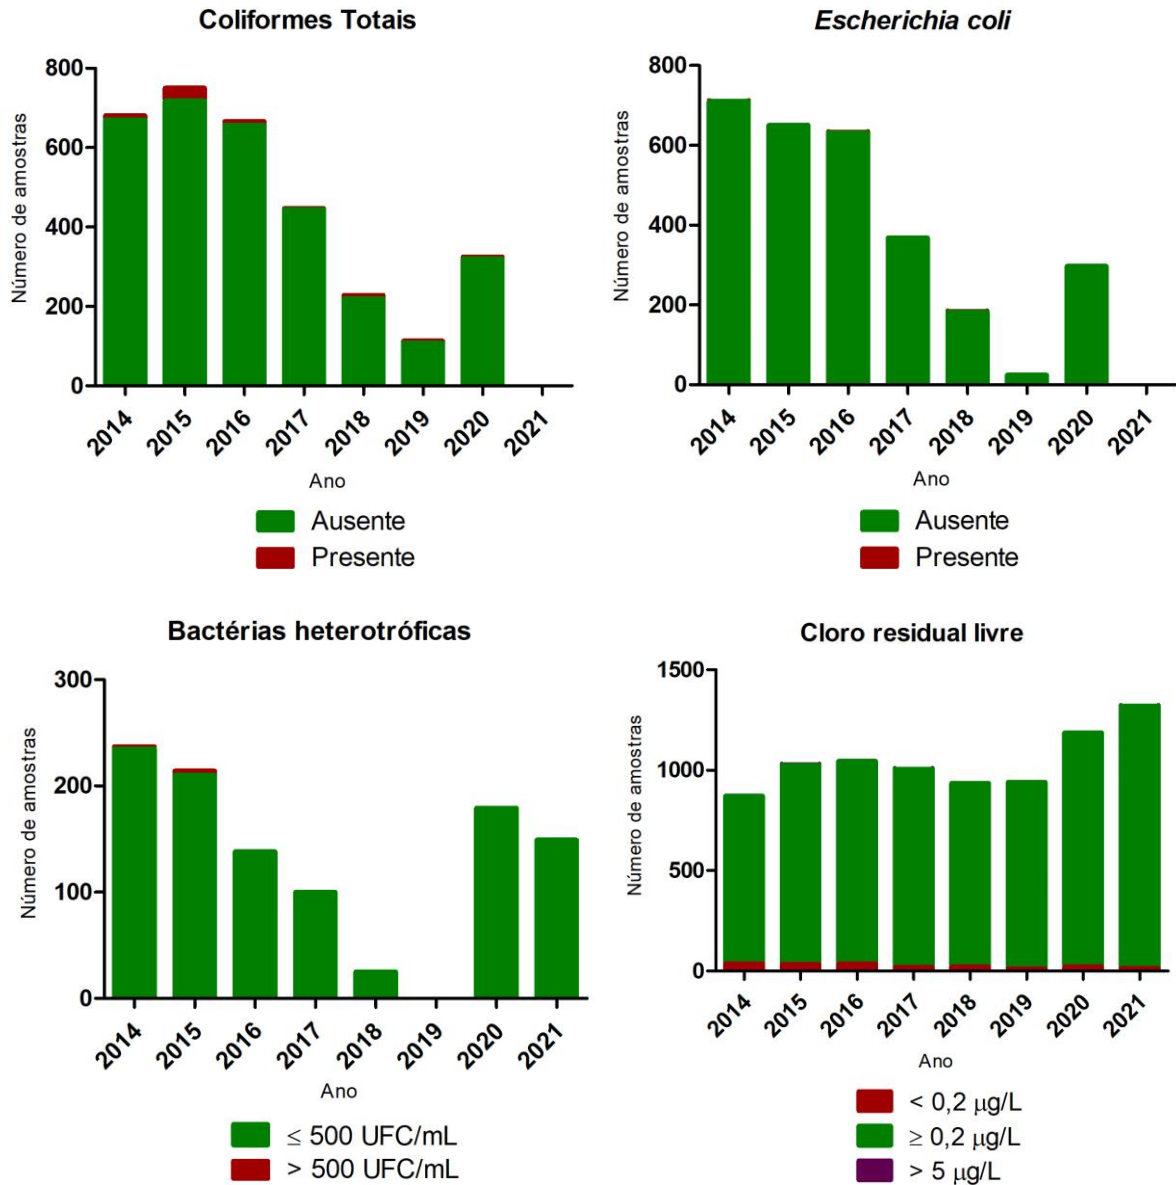 Coliformes Totais
Número de amostras
800
600
400
200
0
2014 2015 2016 2017 2018 2019 2020 2021
Ano
Ausente
Presente
Escherichia coli
Número de amostras
800
600
400
200
0
2014 2015 2016 2017 2018 2019 2020 2021
Ano
Ausente
Presente
Bactérias heterotróficas
Número de amostras
300
200
100
0
2014 2015 2016 2017 2018 2019 2020 2021
Ano
≤ 500 UFC/mL
> 500 UFC/mL
Cloro residual livre
Número de amostras
1500
1000
500
0
2014 2015 2016 2017 2018 2019 2020 2021
Ano
< 0,2 μg/L
≥ 0,2 μg/L
> 5 μg/L